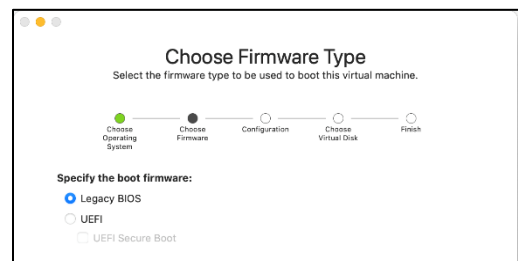 Choose Firmware Type
Select the firmware type to be used to boot this virtual machine.
Choose
Operating
System
Choose
Firmware
Configuration
Choose
Virtual Disk
Finish
Specify the boot firmware:
Legacy BIOS
UEFI
UEFI Secure Boot